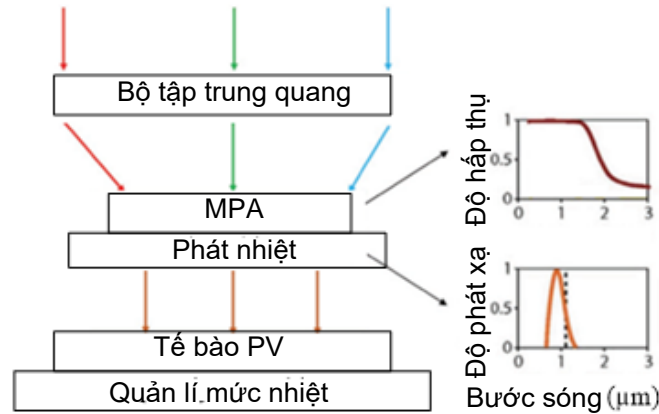 Bộ tập trung quang
MPA
Phát nhiệt
Tế bào PV
Quản lí mức nhiệt
Độ hấp thụ
1
0.5
0
0 1 2 3
Độ phát xạ
1
0.5
0
0 1 2 3
Bước sóng (µm)